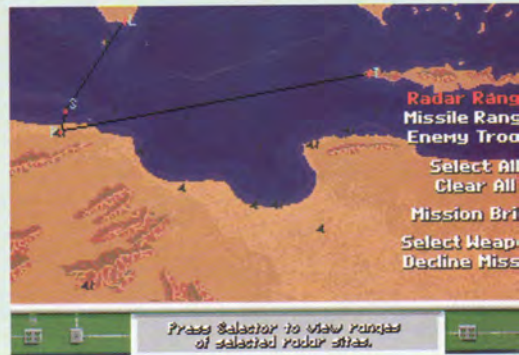 L
S
T
Radar Rang
Missile Rang
Enemy Troo
Select All
Clear All
Mission Bri
Select Weap
Decline Miss
Press Selector to view ranges
of selected radar sites.